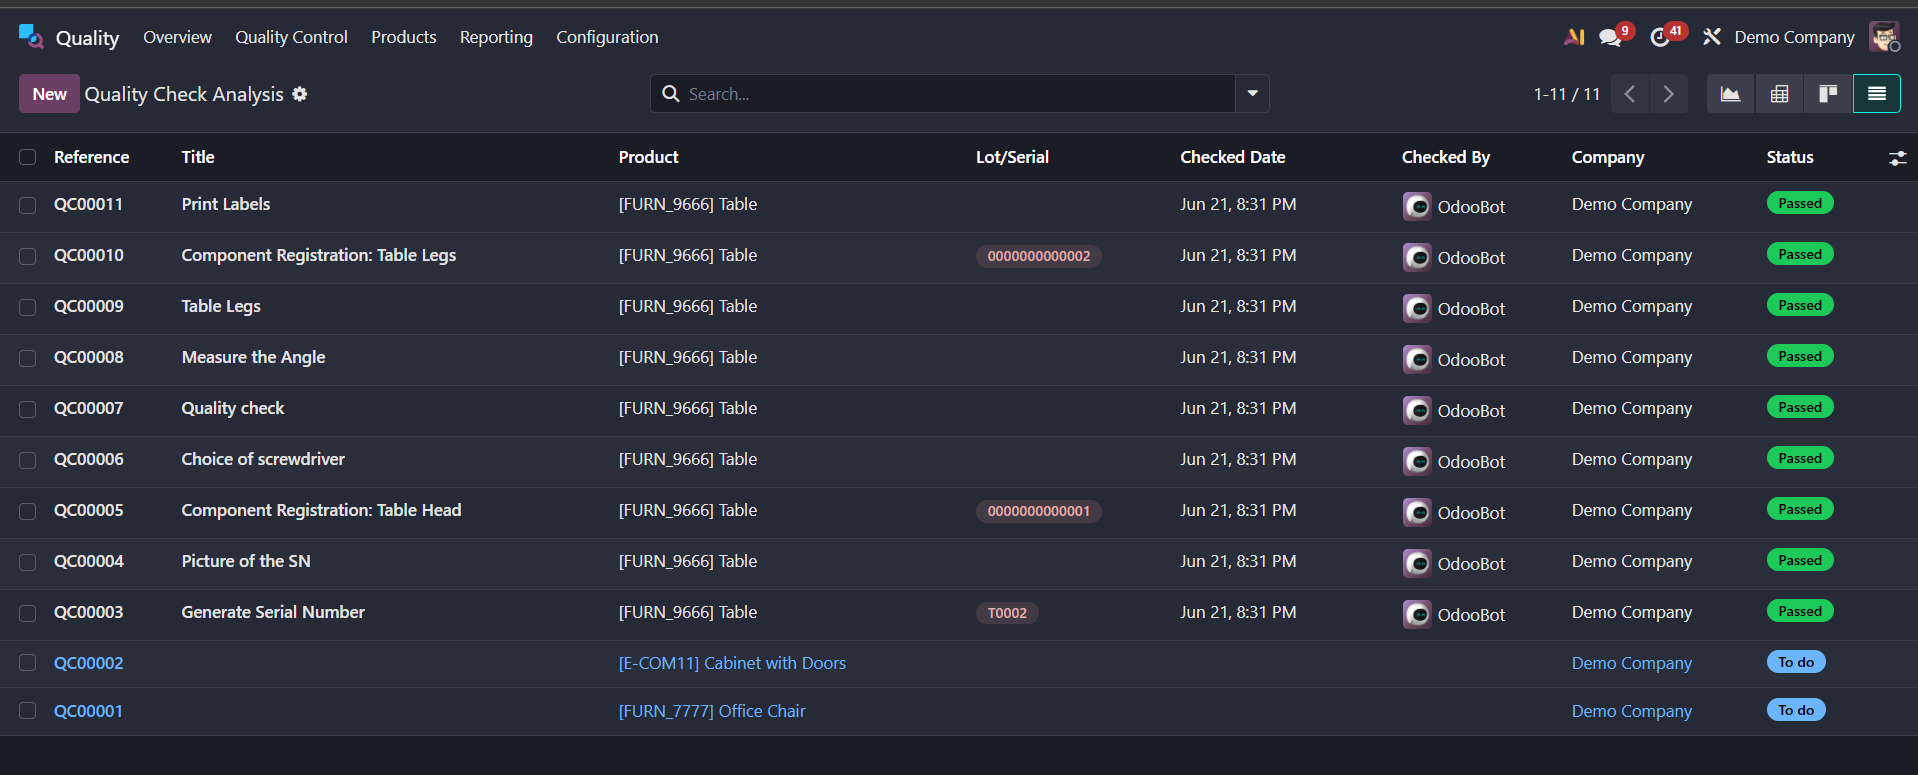 Quality Overview Quality Control Products Reporting Configuration AI 9 41 Demo Company
New Quality Check Analysis Search... 1-11 / 11
Reference Title Product Lot/Serial Checked Date Checked By Company Status
QC00011 Print Labels [FURN_9666] Table Jun 21, 8:31 PM OdooBot Demo Company Passed
QC00010 Component Registration: Table Legs [FURN_9666] Table 0000000000002 Jun 21, 8:31 PM OdooBot Demo Company Passed
QC00009 Table Legs [FURN_9666] Table Jun 21, 8:31 PM OdooBot Demo Company Passed
QC00008 Measure the Angle [FURN_9666] Table Jun 21, 8:31 PM OdooBot Demo Company Passed
QC00007 Quality check [FURN_9666] Table Jun 21, 8:31 PM OdooBot Demo Company Passed
QC00006 Choice of screwdriver [FURN_9666] Table Jun 21, 8:31 PM OdooBot Demo Company Passed
QC00005 Component Registration: Table Head [FURN_9666] Table 0000000000001 Jun 21, 8:31 PM OdooBot Demo Company Passed
QC00004 Picture of the SN [FURN_9666] Table Jun 21, 8:31 PM OdooBot Demo Company Passed
QC00003 Generate Serial Number [FURN_9666] Table T0002 Jun 21, 8:31 PM OdooBot Demo Company Passed
QC00002 [E-COM11] Cabinet with Doors Demo Company To do
QC00001 [FURN_7777] Office Chair Demo Company To do